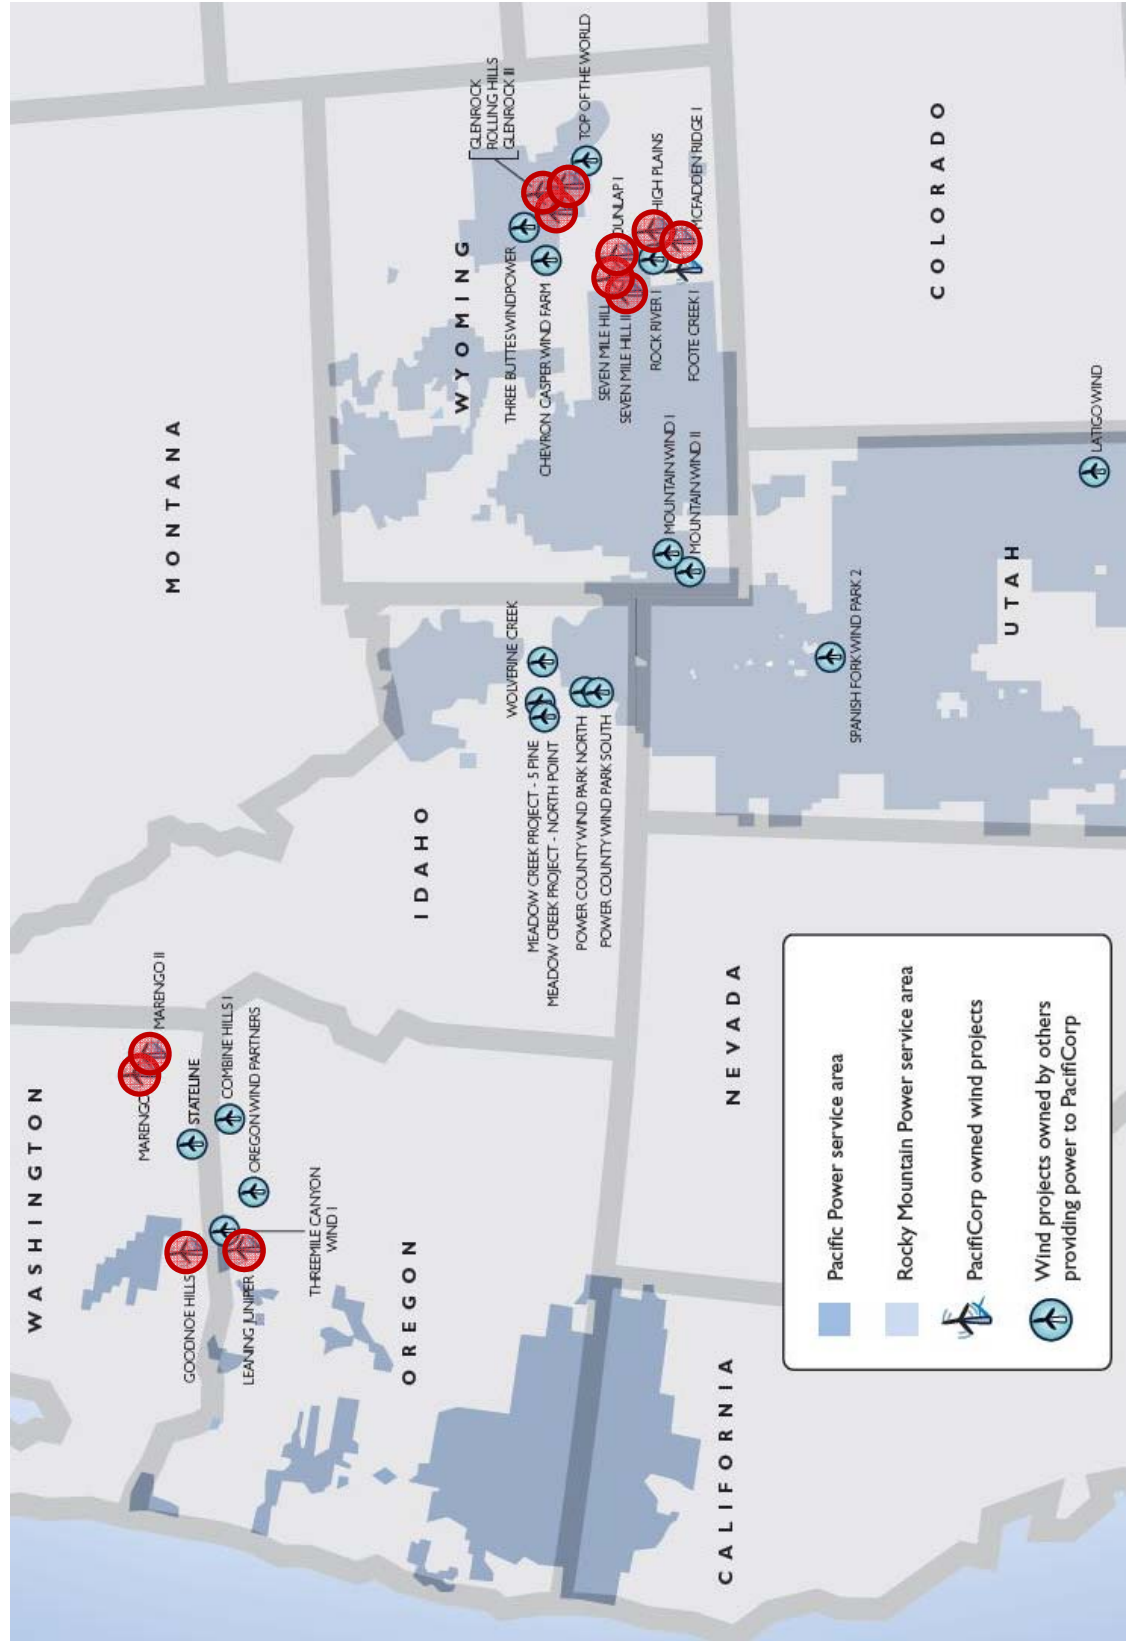 WASHINGTON
MONTANA
MARENGO
MARENGO II
STATELINE
COMBINE HILLS I
OREGON WIND PARTNERS
GOODNOE HILLS
LEANING JUNIPER
THREEMILE CANYON
WIND I
OREGON
IDAHO
WOLVERINE CREEK
MEADOW CREEK PROJECT - 5 PINE
MEADOW CREEK PROJECT - NORTH POINT
POWER COUNTY WIND PARK NORTH
POWER COUNTY WIND PARK SOUTH
WYOMING
GLENROCK
ROLLING HILLS
GLENROCK III
TOP OF THE WORLD
THREE BUTTES WINDPOWER
CHEVRON CASPER WIND FARM
DUNLAP I
SEVEN MILE HILL
SEVEN MILE HILL II
HIGH PLAINS
ROCK RIVER I
MCFADDEN RIDGE I
FOOTE CREEK I
MOUNTAIN WIND I
MOUNTAIN WIND II
CALIFORNIA
NEVADA
SPANISH FORK WIND PARK 2
UTAH
LATIGO WIND
COLORADO
Pacific Power service area
Rocky Mountain Power service area
PacifiCorp owned wind projects
Wind projects owned by others
providing power to PacifiCorp